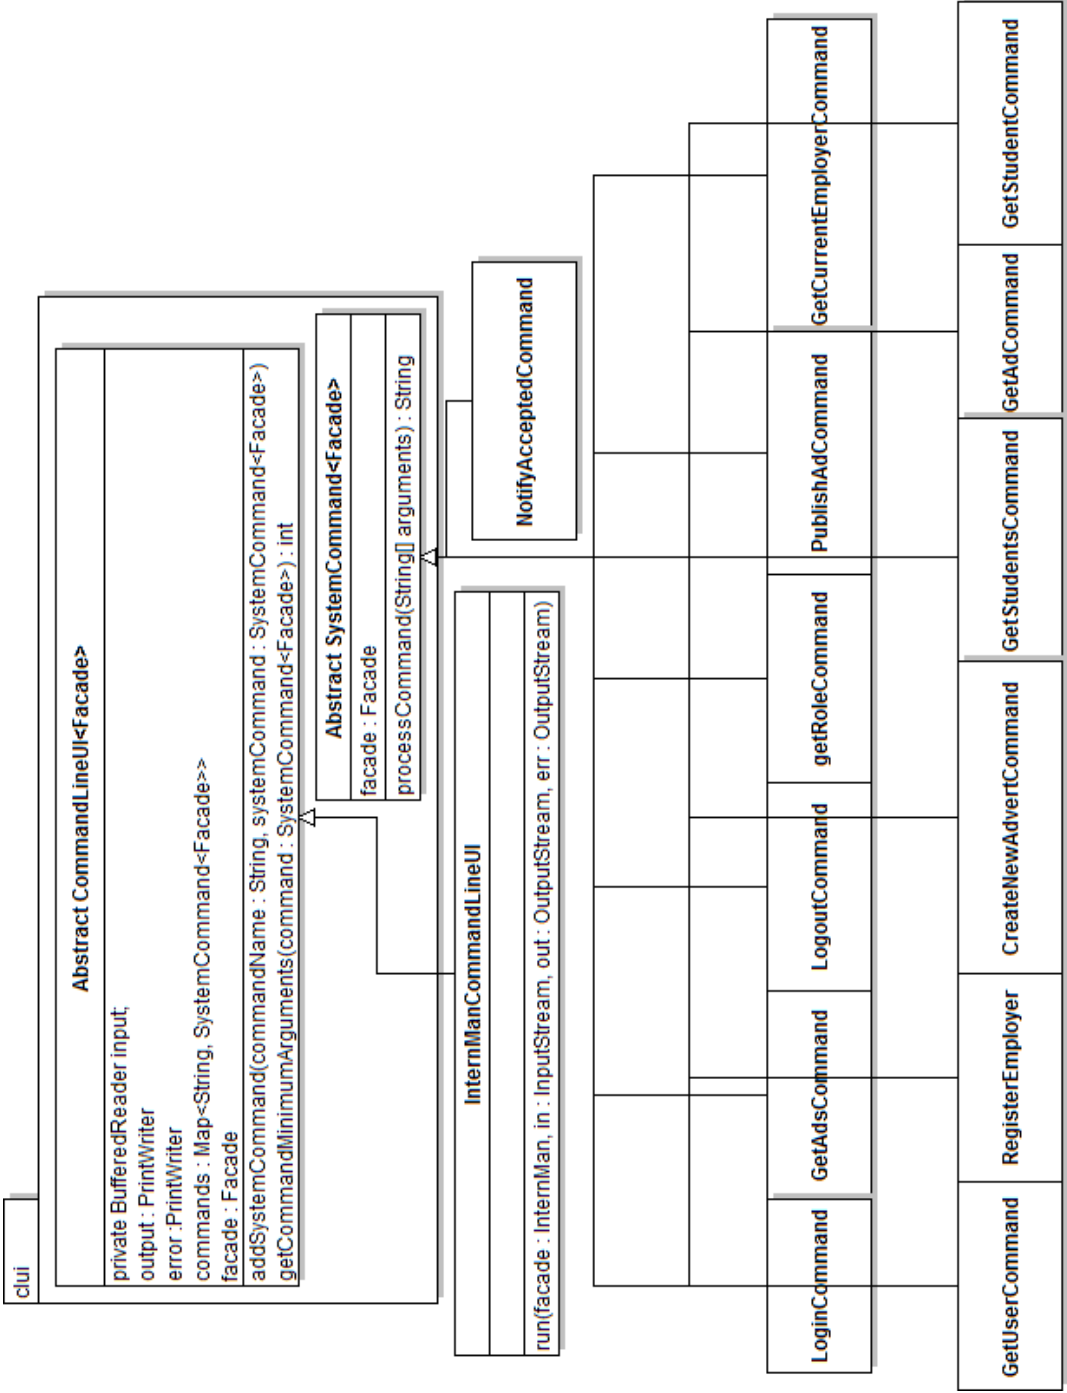 clui
Abstract CommandLineUI<Facade>
private BufferedReader input;
output : PrintWriter
error :PrintWriter
commands : Map<String, SystemCommand<Facade>>
facade : Facade
addSystemCommand(commandName : String, systemCommand : SystemCommand<Facade>)
getCommandMinimumArguments(command : SystemCommand<Facade>) : int
Abstract SystemCommand<Facade>
facade : Facade
processCommand(String[] arguments) : String
InternManCommandLineUI
run(facade : InternMan, in : InputStream, out : OutputStream, err : OutputStream)
NotifyAcceptedCommand
LoginCommand
GetAdsCommand
LogoutCommand
getRoleCommand
PublishAdCommand
GetCurrentEmployerCommand
GetUserCommand
RegisterEmployer
CreateNewAdvertCommand
GetStudentsCommand
GetAdCommand
GetStudentCommand